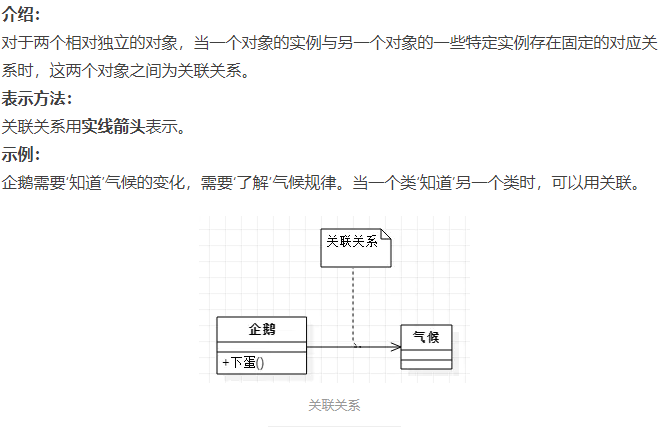 介绍：
对于两个相对独立的对象，当一个对象的实例与另一个对象的一些特定实例存在固定的对应关
系时，这两个对象之间为关联关系。
表示方法：
关联关系用实线箭头表示。
示例：
企鹅需要‘知道’气候的变化，需要‘了解’气候规律。当一个类‘知道’另一个类时，可以用关联。
关联关系
企鹅
+下蛋()
气候
关联关系